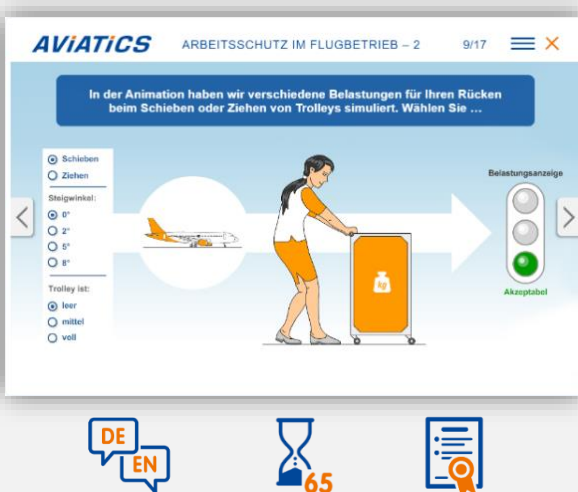 AViATiCS
ARBEITSSCHUTZ IM FLUGBETRIEB – 2
9/17
In der Animation haben wir verschiedene Belastungen für Ihren Rücken
beim Schieben oder Ziehen von Trolleys simuliert. Wählen Sie ...
Schieben
Ziehen
Steigwinkel:
0°
2°
5°
8°
Trolley ist:
leer
mittel
voll
kg
Belastungsanzeige
Akzeptabel
DE
EN
65